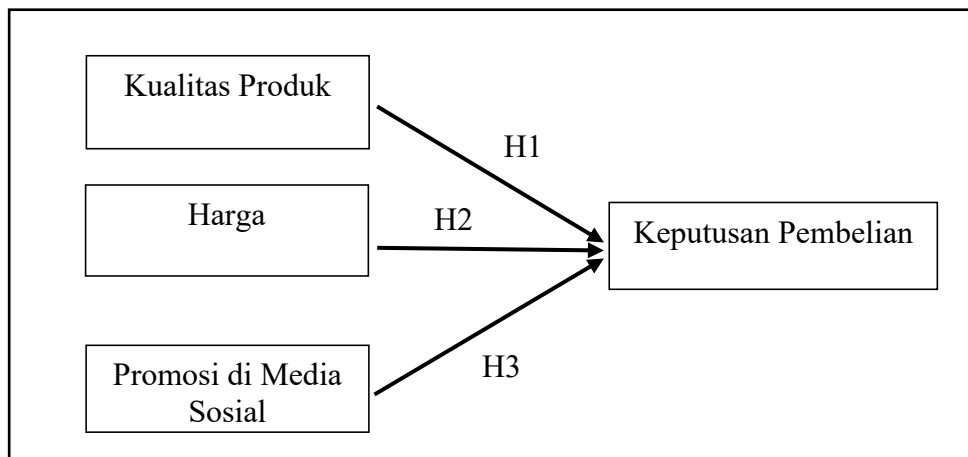 Kualitas Produk
H1
Harga
H2
Keputusan Pembelian
Promosi di Media
Sosial
H3